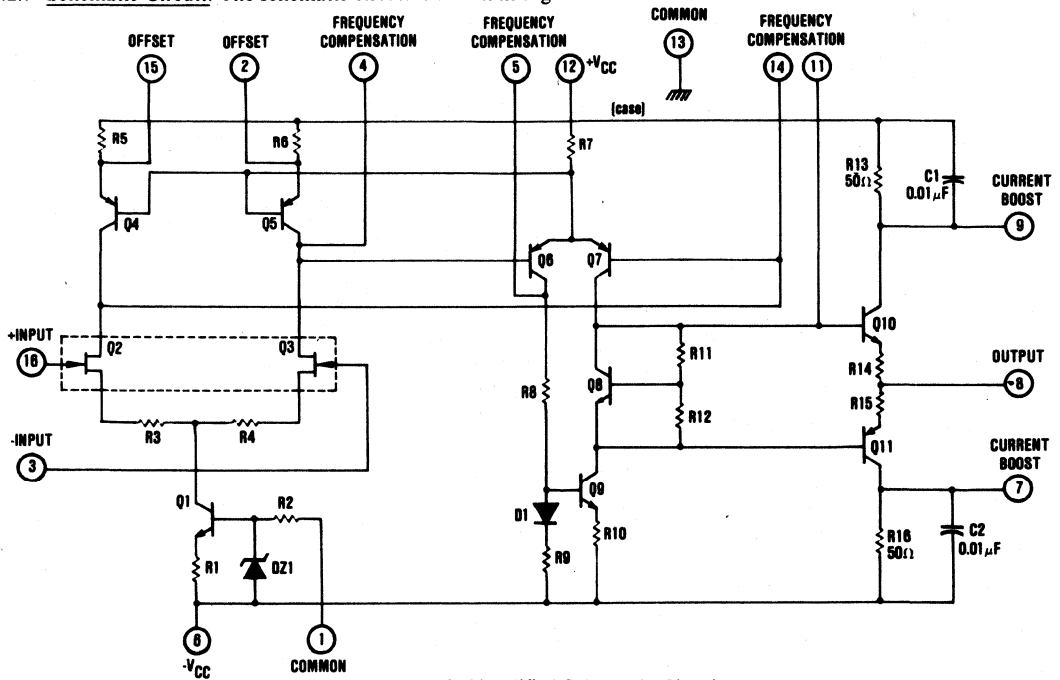 Schematic Circuit.
FREQUENCY
COMPENSATION
4
FREQUENCY
COMPENSATION
5
COMMON
13
FREQUENCY
COMPENSATION
14
11
OFFSET
15
OFFSET
2
12
+VCC
(case)
R5
R6
R7
R13
50Ω
C1
0.01μF
CURRENT
BOOST
9
Q4
Q5
Q6
Q7
+INPUT
16
Q2
Q3
Q10
R11
R14
OUTPUT
8
R8
Q8
R12
R15
R3
R4
-INPUT
3
Q11
CURRENT
BOOST
7
Q1
R2
Q9
D1
R10
R1
DZ1
R9
R16
50Ω
C2
0.01μF
6
-VCC
1
COMMON